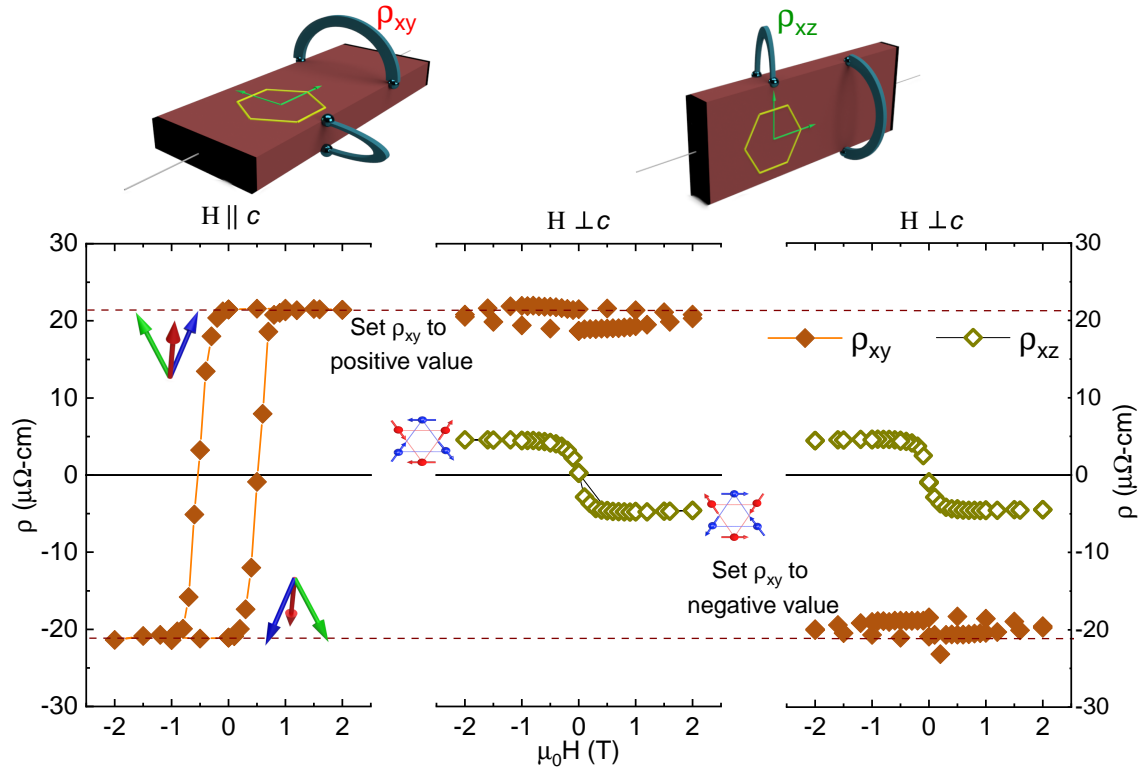 ρxy
ρxz
H || c
H ⊥ c
H ⊥ c
30
20
10
0
-10
-20
-30
ρ (μΩ-cm)
Set ρxy to
positive value
Set ρxy to
negative value
ρxy
ρxz
30
20
10
0
-10
-20
-30
ρ (μΩ-cm)
-2 -1 0 1 2
-2 -1 0 1 2
-2 -1 0 1 2
μ0H (T)